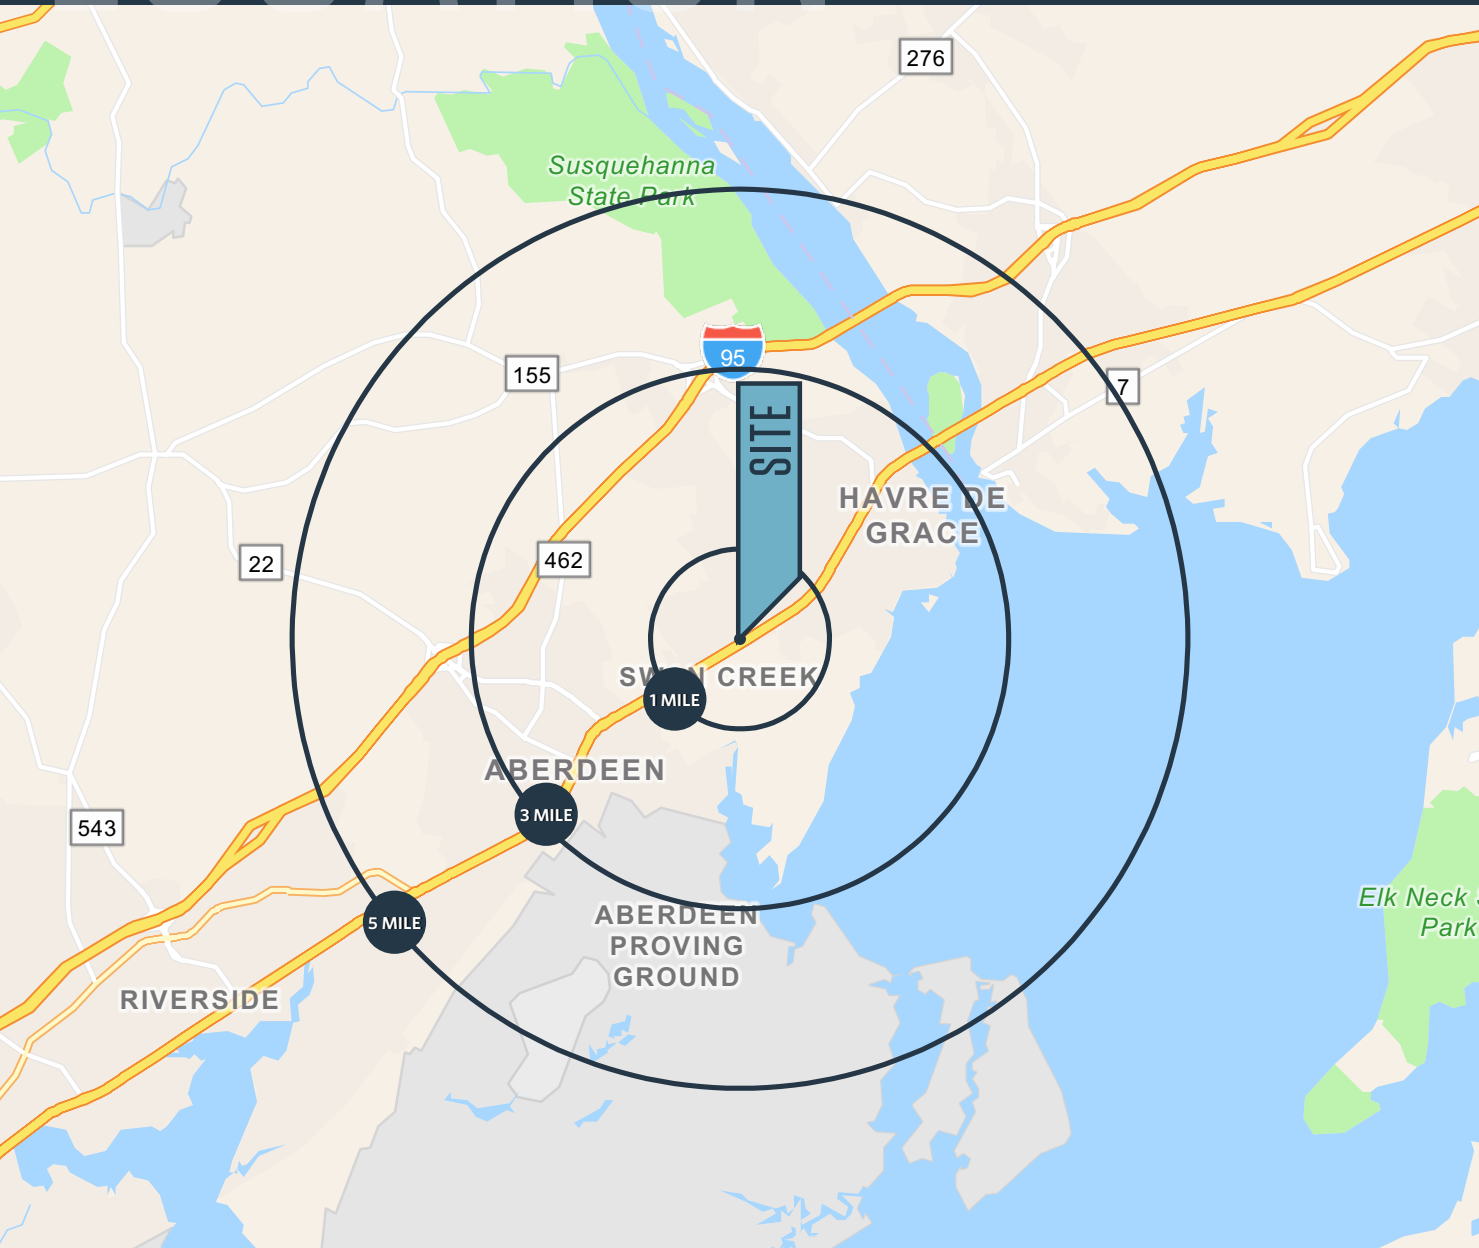 276
Susquehanna
State Park
95
155
7
SITE
HAVRE DE
GRACE
22
462
SWAN CREEK
1 MILE
ABERDEEN
3 MILE
543
5 MILE
ABERDEEN
PROVING
GROUND
Elk Neck
Park
RIVERSIDE